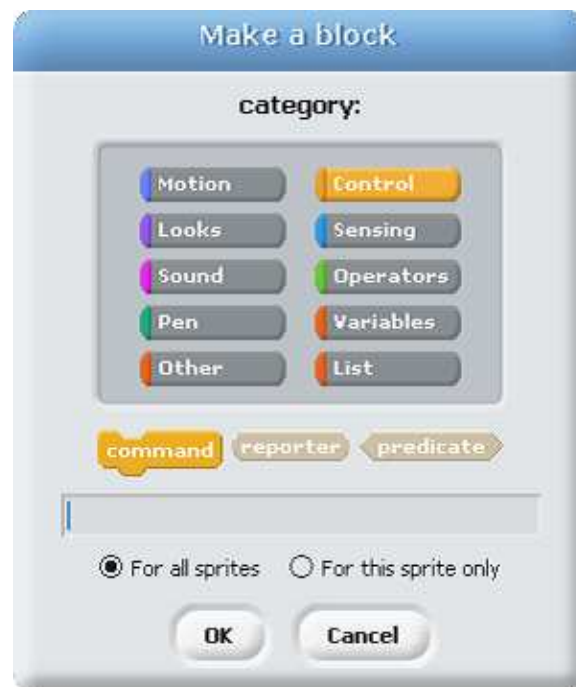 Make a block
category:
Motion Control
Looks Sensing
Sound Operators
Pen Variables
Other List
command reporter predicate
For all sprites For this sprite only
OK Cancel